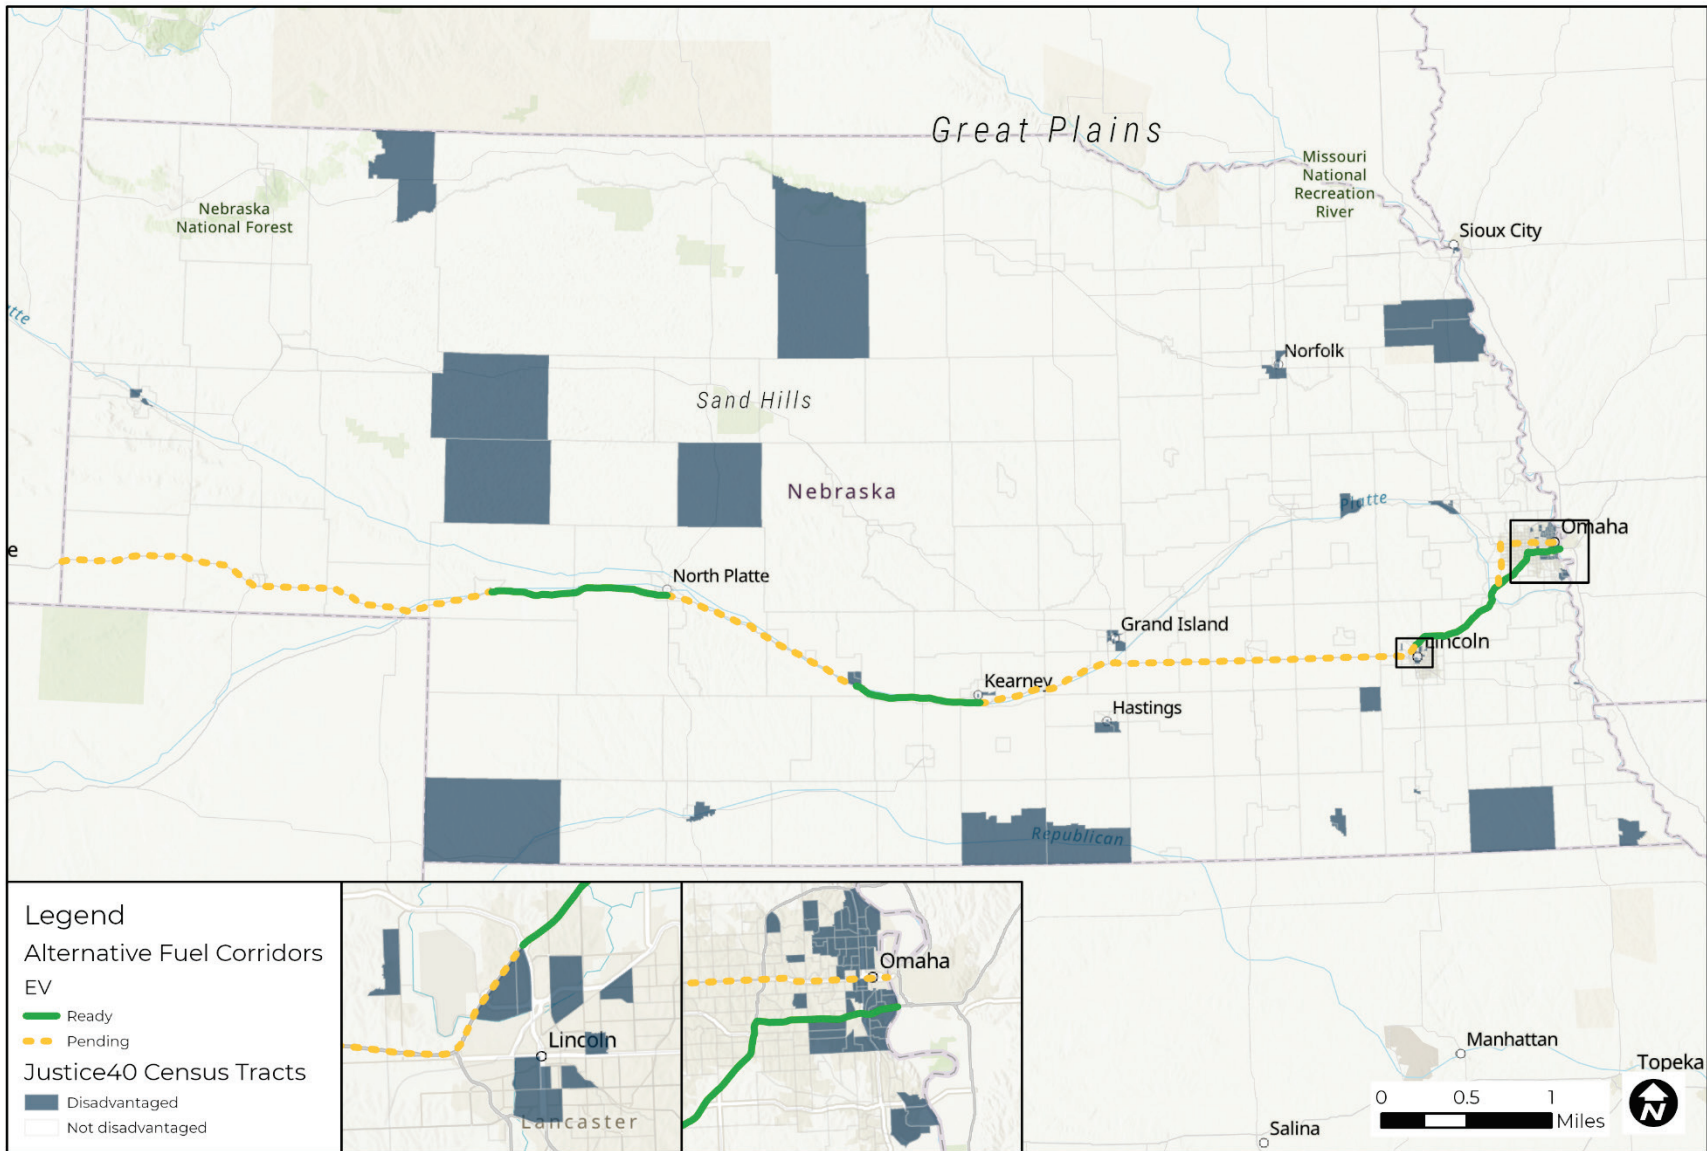 Great Plains
Missouri
National
Recreation
River
Nebraska
National Forest
Sioux City
Norfolk
Sand Hills
Nebraska
Platte
Omaha
e
North Platte
Grand Island
Lincoln
Kearney
Hastings
Republican
Legend
Alternative Fuel Corridors
EV
Ready
Pending
Justice40 Census Tracts
Disadvantaged
Not disadvantaged
Lincoln
Lancaster
Omaha
Manhattan
Topeka
Salina
0 0.5 1
Miles
N